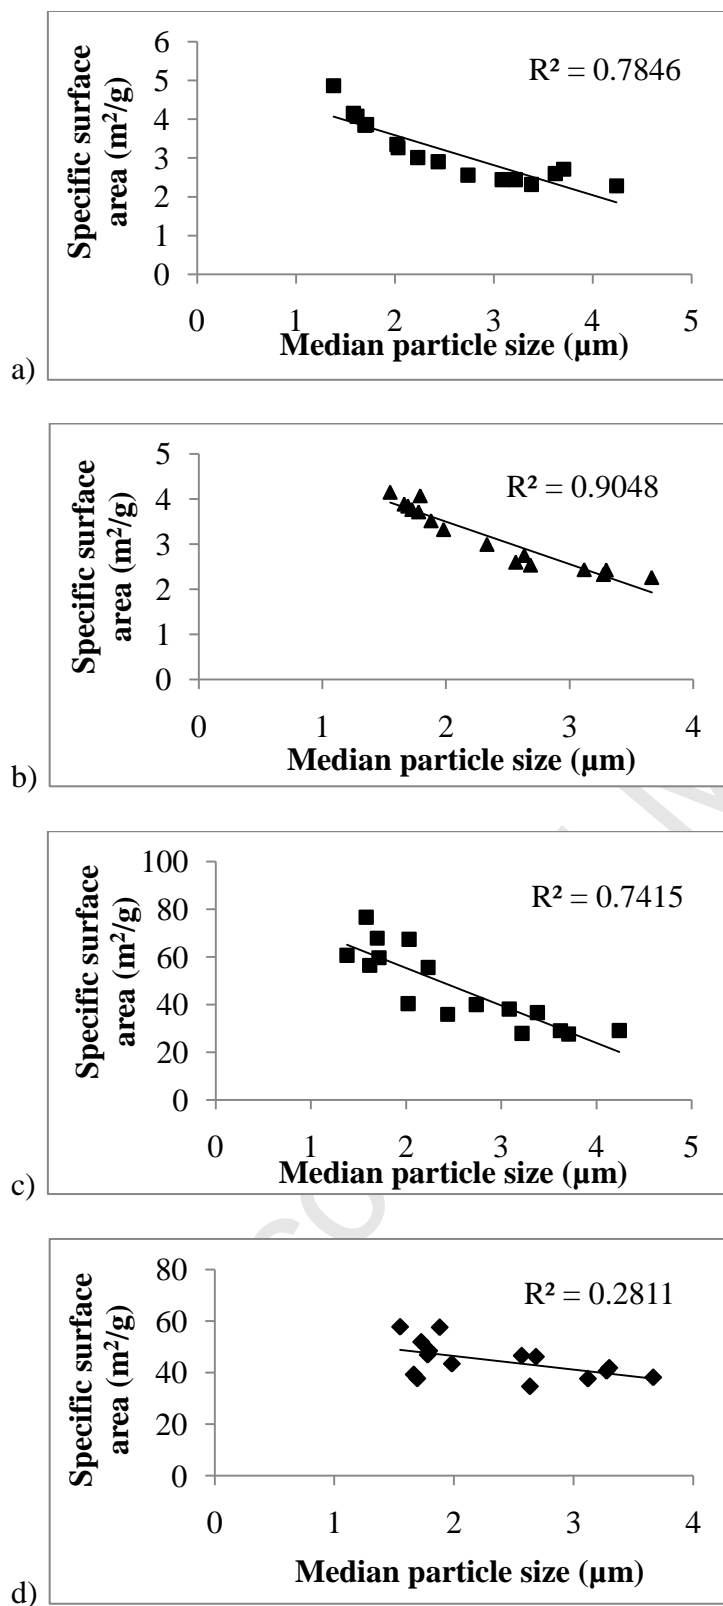 6
5
4
3
2
1
0
Specific surface
area (m²/g)
R² = 0.7846
0 1 2 3 4 5
Median particle size (µm)
a)
5
4
3
2
1
0
Specific surface
area (m²/g)
R² = 0.9048
0 1 2 3 4
Median particle size (µm)
b)
100
80
60
40
20
0
Specific surface
area (m²/g)
R² = 0.7415
0 1 2 3 4 5
Median particle size (µm)
c)
80
60
40
20
0
Specific surface
area (m²/g)
R² = 0.2811
0 1 2 3 4
Median particle size (µm)
d)